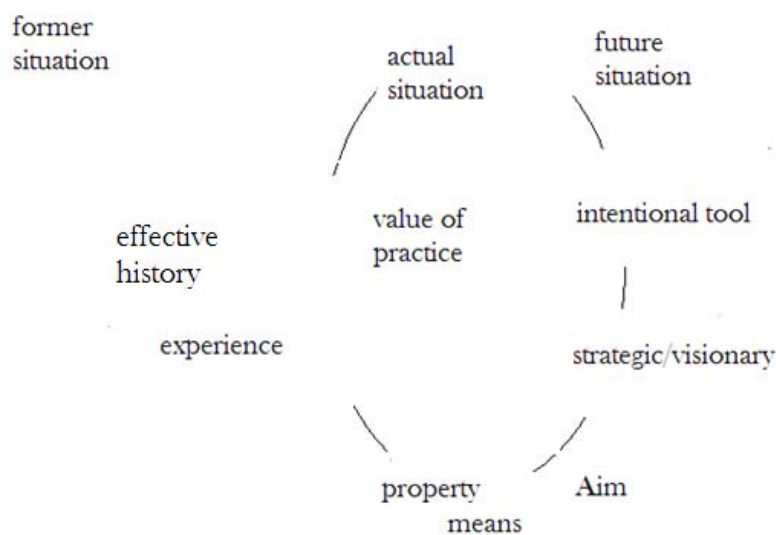 former
situation
actual
situation
future
situation
effective
history
value of
practice
intentional tool
experience
strategic/visionary
property
means
Aim